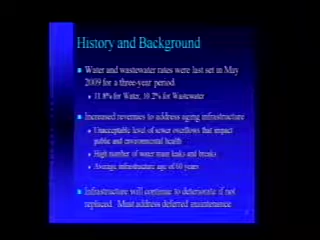 History and Background
Water and wastewater rates were last set in May
2009 for a three-year period
11.8% for Water, 10.2% for Wastewater
Increased revenues to address aging infrastructure
Unacceptable level of sewer overflows that impact
public and environmental health
High number of water main leaks and breaks
Average infrastructure age of 60 years
Infrastructure will continue to deteriorate if not
replaced. Must address deferred maintenance